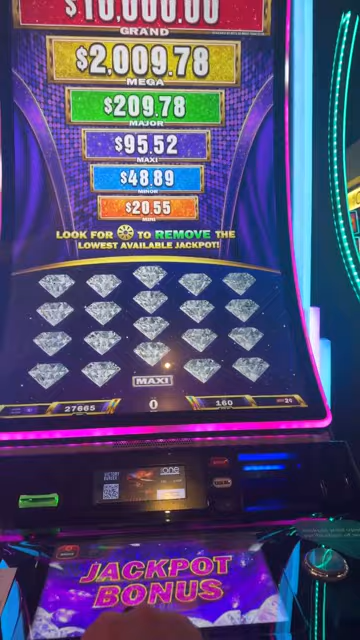 $10,000.00
GRAND
$2,009.78
MEGA
$209.78
MAJOR
$95.52
MAXI
$48.89
MINOR
$20.55
MINI
LOOK FOR TO REMOVE THE
LOWEST AVAILABLE JACKPOT!
MAXI
27665 0 160
one
JACKPOT
BONUS